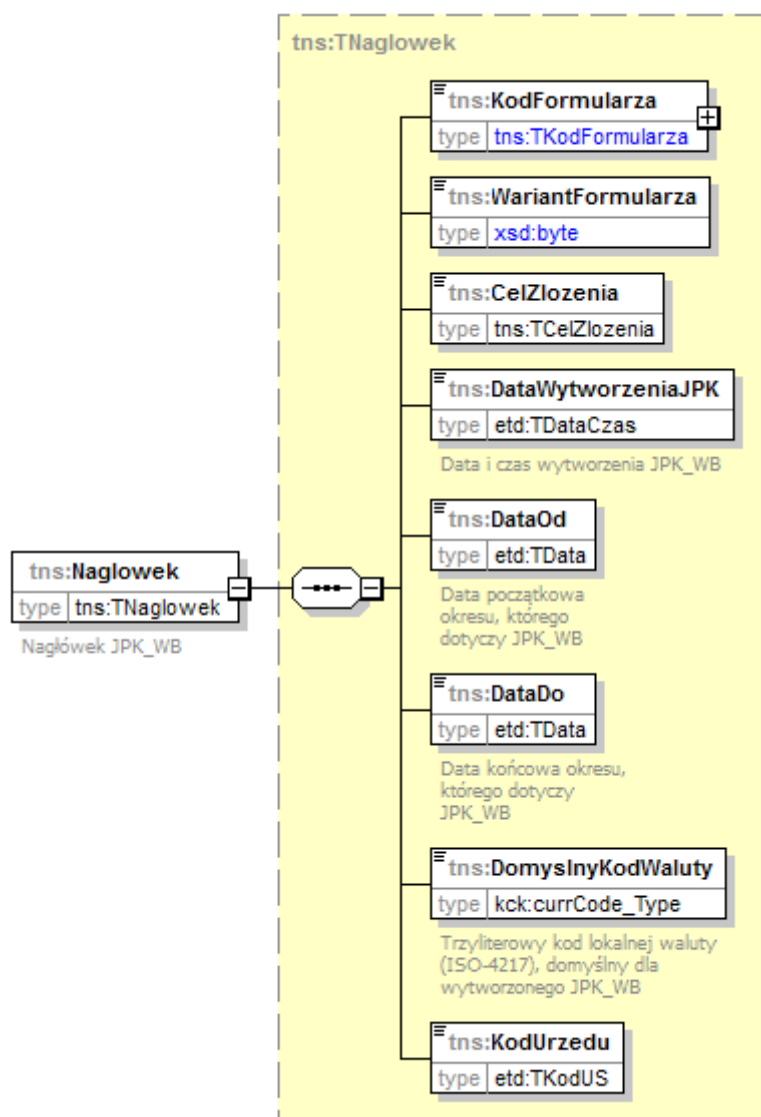 tns:TNaglowek
tns:KodFormularza
type tns:TKodFormularza
tns:WariantFormularza
type xsd:byte
tns:CelZlozenia
type tns:TCelZlozenia
tns:DataWytworzeniaJPK
type etd:TDataCzas
Data i czas wytworzenia JPK_WB
tns:DataOd
type etd:TData
Data początkowa
okresu, którego
dotyczy JPK_WB
tns:Naglowek
type tns:TNaglowek
Nagłówek JPK_WB
tns:DataDo
type etd:TData
Data końcowa okresu,
którego dotyczy
JPK_WB
tns:DomyslnyKodWaluty
type kck:currCode_Type
Trzyliterowy kod lokalnej waluty
(ISO-4217), domyślny dla
wytworzonego JPK_WB
tns:KodUrzedu
type etd:TKodUS